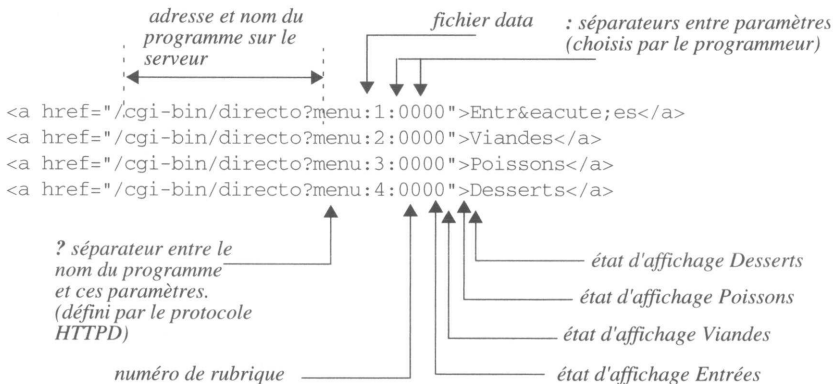 adresse et nom du
programme sur le
serveur
fichier data
: séparateurs entre paramètres
(choisis par le programmeur)
<a href="/cgi-bin/directo?menu:1:0000">Entr&eacute;es</a>
<a href="/cgi-bin/directo?menu:2:0000">Viandes</a>
<a href="/cgi-bin/directo?menu:3:0000">Poissons</a>
<a href="/cgi-bin/directo?menu:4:0000">Desserts</a>
? séparateur entre le
nom du programme
et ces paramètres.
(défini par le protocole
HTTPD)
numéro de rubrique
état d'affichage Desserts
état d'affichage Poissons
état d'affichage Viandes
état d'affichage Entrées